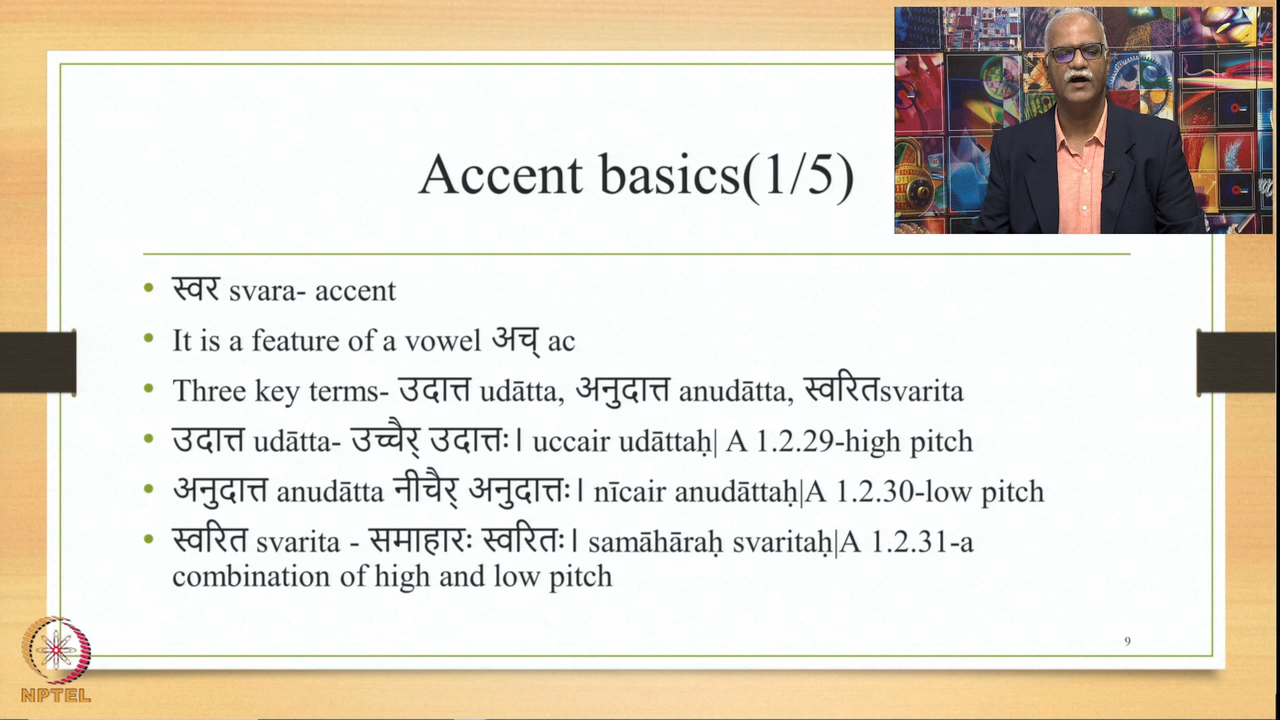 Accent basics(1/5)
• स्वर svara- accent
• It is a feature of a vowel अच् ac
• Three key terms- उदात्त udātta, अनुदात्त anudātta, स्वरितsvarita
• उदात्त udātta- उच्चैर् उदात्तः। uccair udāttaḥ| A 1.2.29-high pitch
• अनुदात्त anudātta नीचैर् अनुदात्तः। nīcair anudāttaḥ|A 1.2.30-low pitch
• स्वरित svarita - समाहारः स्वरितः। samāhāraḥ svaritaḥ|A 1.2.31-a
combination of high and low pitch
9
NPTEL